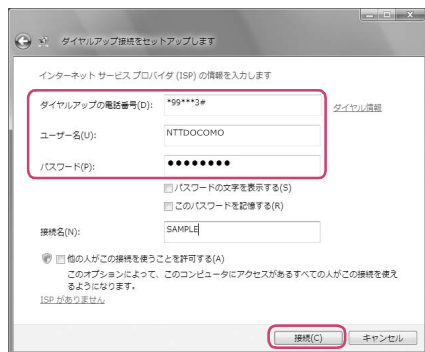 ダイヤルアップ接続をセットアップします
インターネット サービス プロバイダ (ISP) の情報を入力します
ダイヤルアップの電話番号(D): *99***3# ダイヤル情報
ユーザー名(U): NTTDOCOMO
パスワード(P): ●●●●●●●●
パスワードの文字を表示する(S)
このパスワードを記憶する(R)
接続名(N): SAMPLE
他の人がこの接続を使うことを許可する(A)
このオプションによって、このコンピュータにアクセスがあるすべての人がこの接続を使え
るようになります。
ISP がありません
接続(C) キャンセル